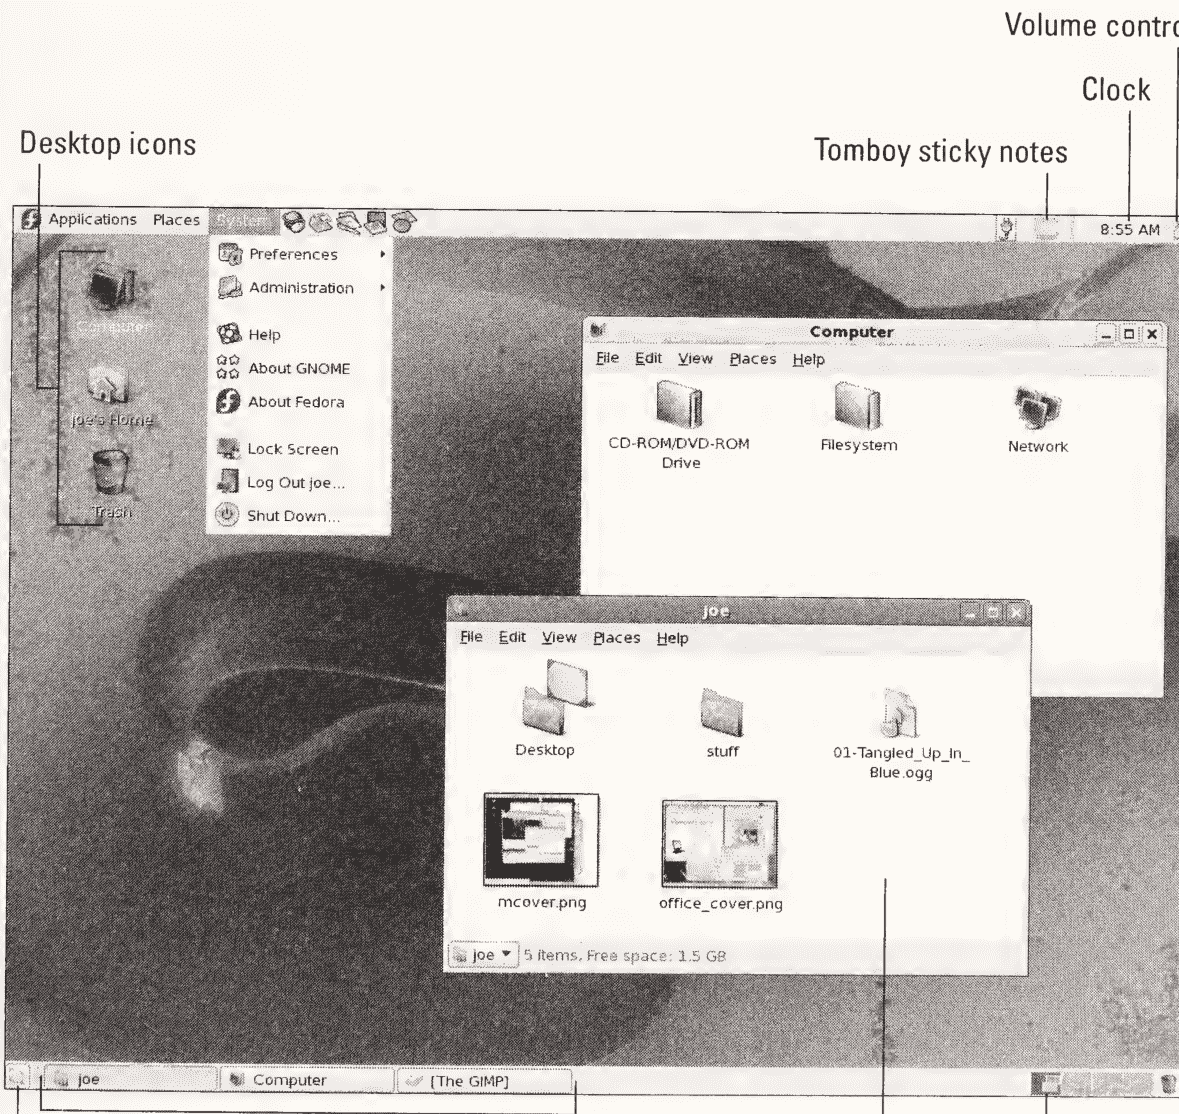 Volume contro
Clock
Desktop icons
Tomboy sticky notes
Applications Places System
8:55 AM
Preferences
Administration
Help
About GNOME
About Fedora
Lock Screen
Log Out joe...
Shut Down...
Computer
joe's Home
Trash
Computer
File Edit View Places Help
CD-ROM/DVD-ROM
Drive
Filesystem
Network
joe
File Edit View Places Help
Desktop
stuff
01-Tangled_Up_In_
Blue.ogg
mcover.png
office_cover.png
joe
5 items, Free space: 1.5 GB
joe
Computer
[The GIMP]